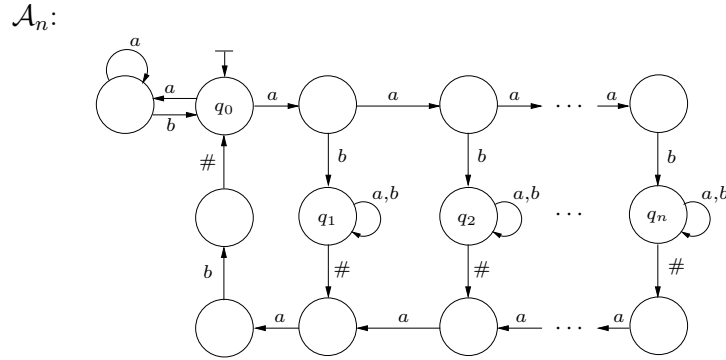 𝒜ₙ:
a
a a a a ⋯ a
q₀
b
# b b b
a,b a,b a,b
q₁ q₂ ⋯ qₙ
# # #
b
a a a ⋯ a